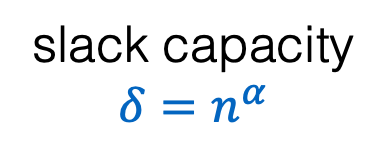 slack capacity
δ = n^α